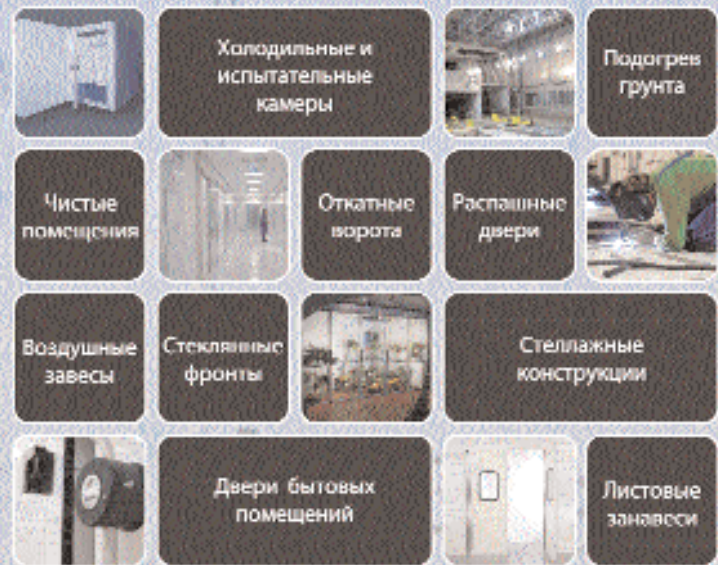 Холодильные и
испытательные
камеры
Подогрев
грунта
Чистые
помещения
Откатные
ворота
Распашные
двери
Воздушные
завесы
Стеклянные
фронты
Стеллажные
конструкции
Двери бытовых
помещений
Листовые
занавеси